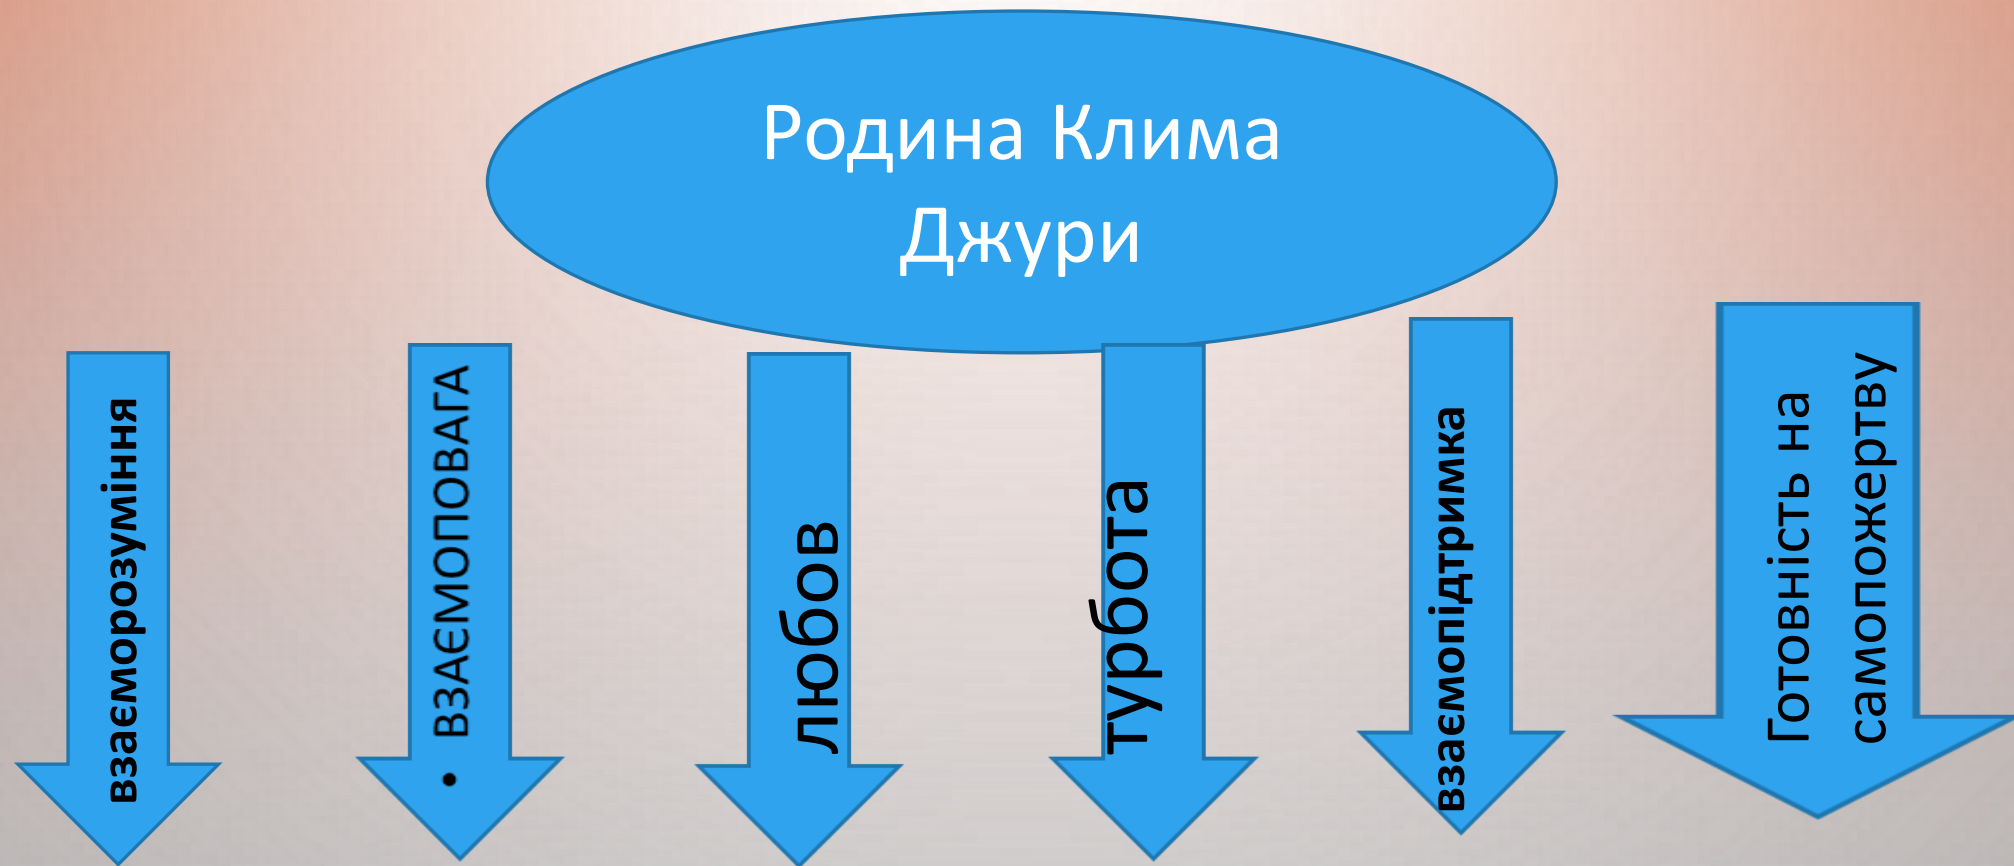 Родина Клима
Джури
взаєморозуміння
• ВЗАЄМОПОВАГА
любов
турбота
взаємопідтримка
Готовність на
самопожертву